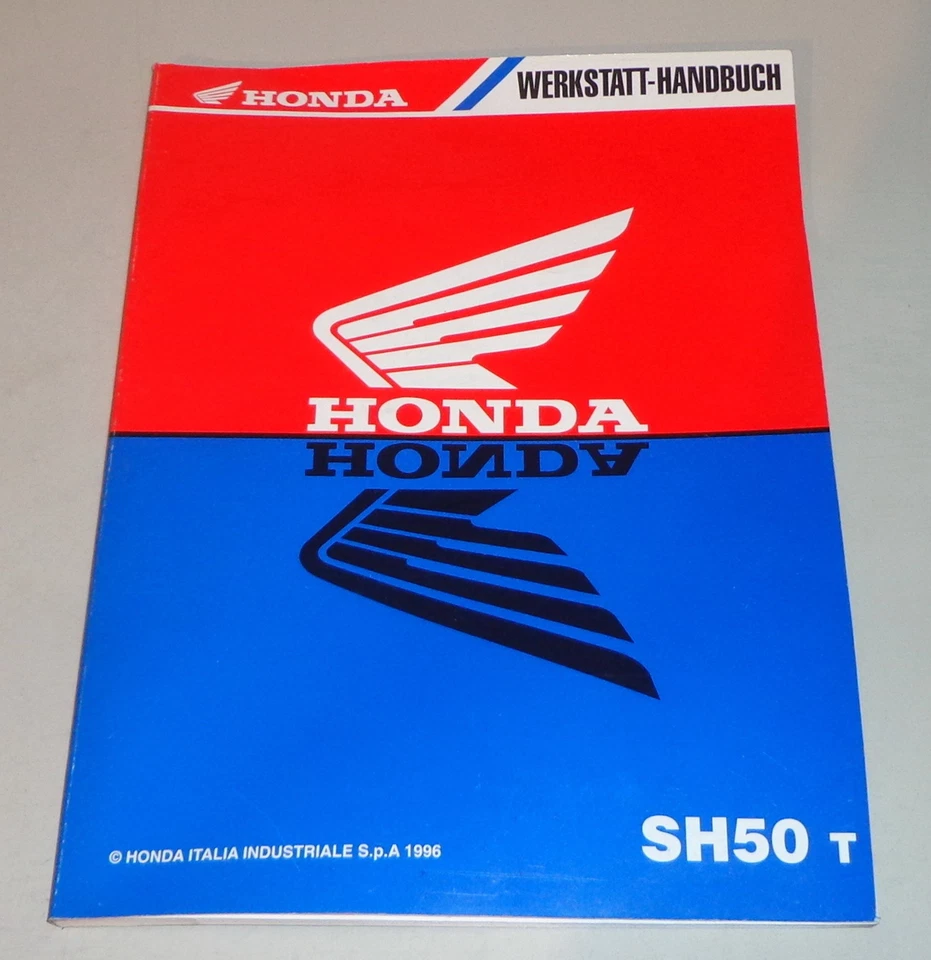 HONDA
WERKSTATT-HANDBUCH
HONDA
HONDA
© HONDA ITALIA INDUSTRIALE S.p.A 1996
SH50 T